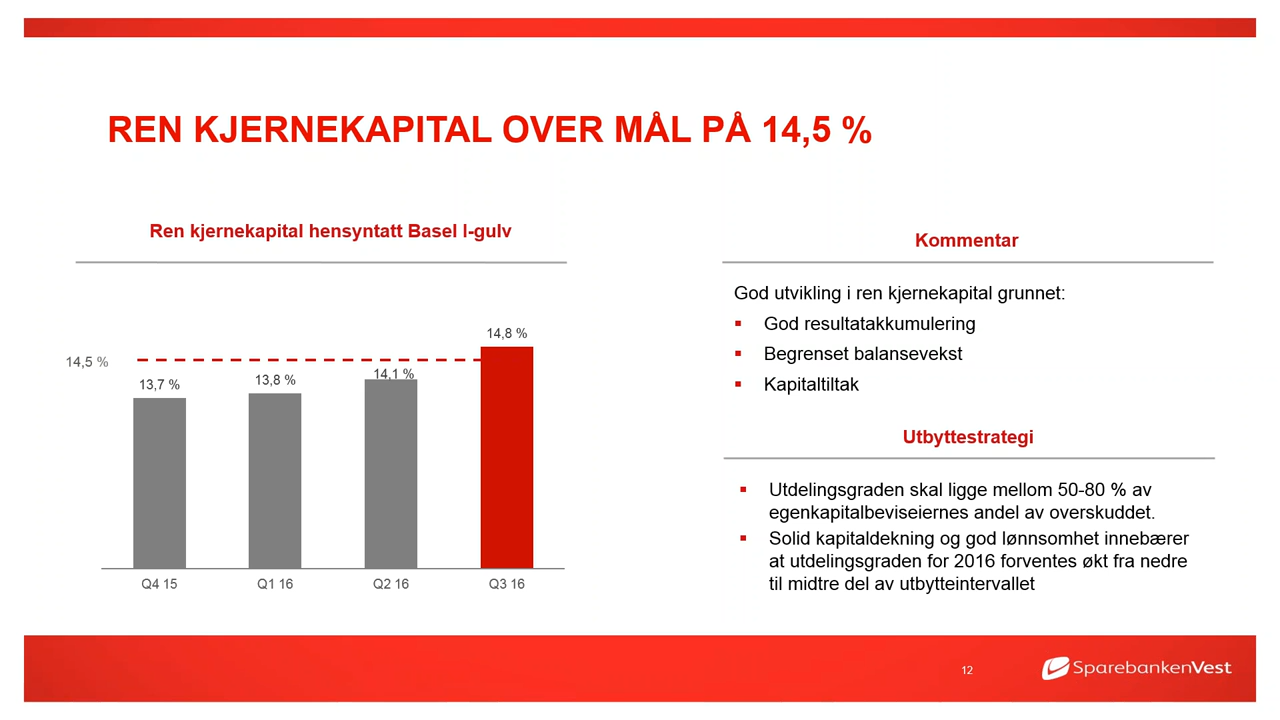 REN KJERNEKAPITAL OVER MÅL PÅ 14,5 %
Ren kjernekapital hensyntatt Basel I-gulv
14,5 %
13,7 %
13,8 %
14,1 %
14,8 %
Q4 15
Q1 16
Q2 16
Q3 16
Kommentar
God utvikling i ren kjernekapital grunnet:
▪ God resultatakkumulering
▪ Begrenset balansevekst
▪ Kapitaltiltak
Utbyttestrategi
▪ Utdelingsgraden skal ligge mellom 50-80 % av
egenkapitalbeviseiernes andel av overskuddet.
▪ Solid kapitaldekning og god lønnsomhet innebærer
at utdelingsgraden for 2016 forventes økt fra nedre
til midtre del av utbytteintervallet
12
SparebankenVest